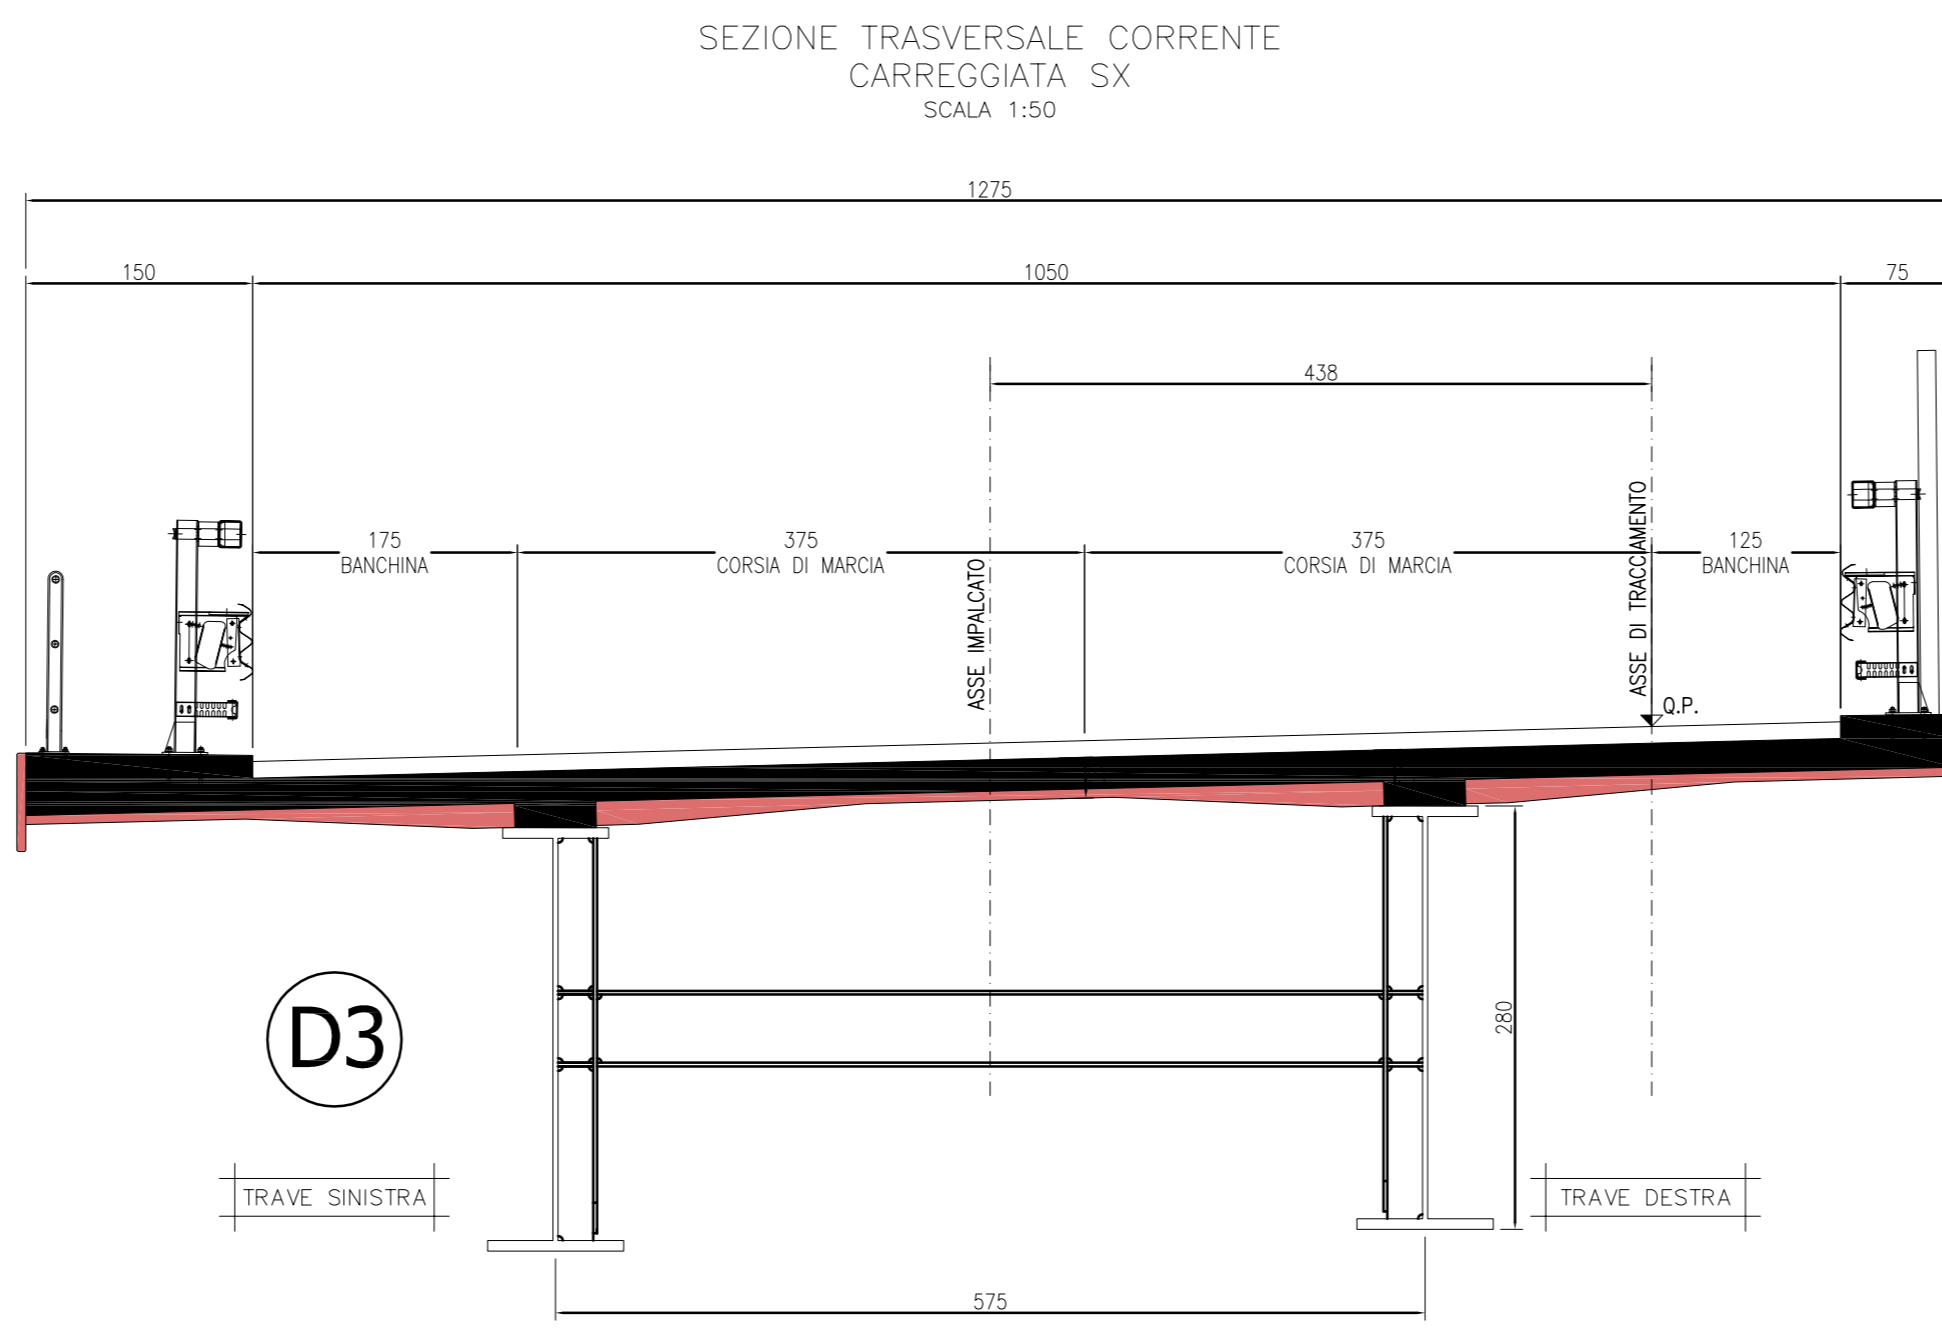 SEZIONE TRASVERSALE CORRENTE
CARREGGIATA SX
SCALA 1:50
1275
150
1050
75
438
175
BANCHINA
375
CORSIA DI MARCIA
375
CORSIA DI MARCIA
125
BANCHINA
ASSE IMPALCATO
ASSE DI TRACCAMENTO
Q.P.
D3
280
TRAVE SINISTRA
TRAVE DESTRA
575